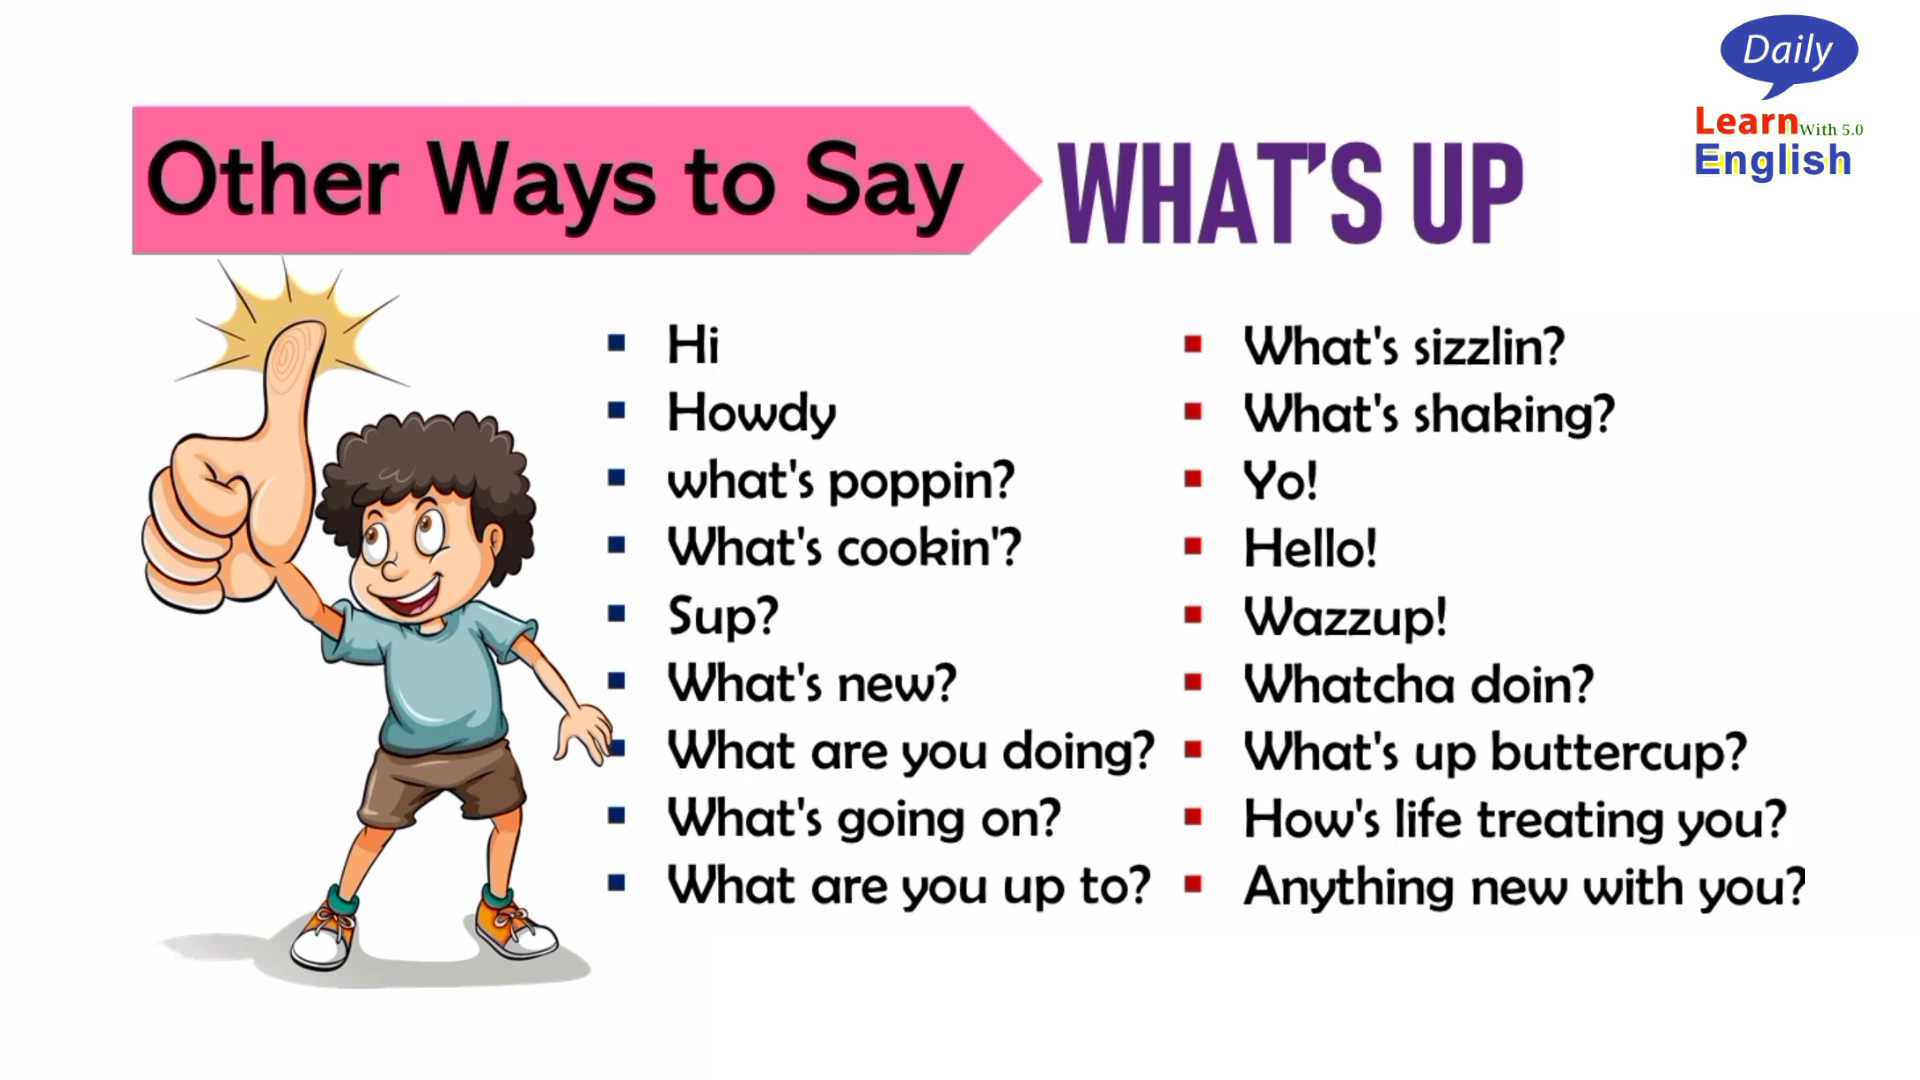 Daily
Learn With 5.0
English
Other Ways to Say WHAT'S UP
Hi
Howdy
what's poppin?
What's cookin'?
Sup?
What's new?
What are you doing?
What's going on?
What are you up to?
What's sizzlin?
What's shaking?
Yo!
Hello!
Wazzup!
Whatcha doin?
What's up buttercup?
How's life treating you?
Anything new with you?